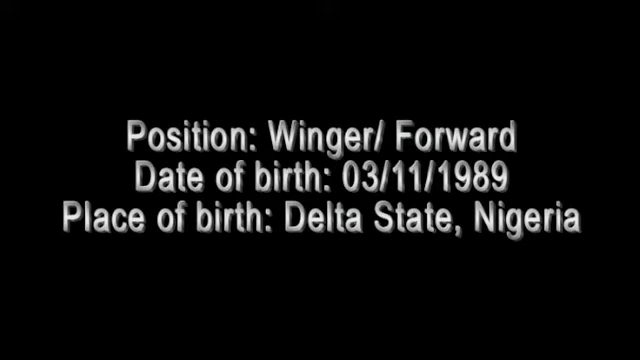 Position: Winger/ Forward
Date of birth: 03/11/1989
Place of birth: Delta State, Nigeria